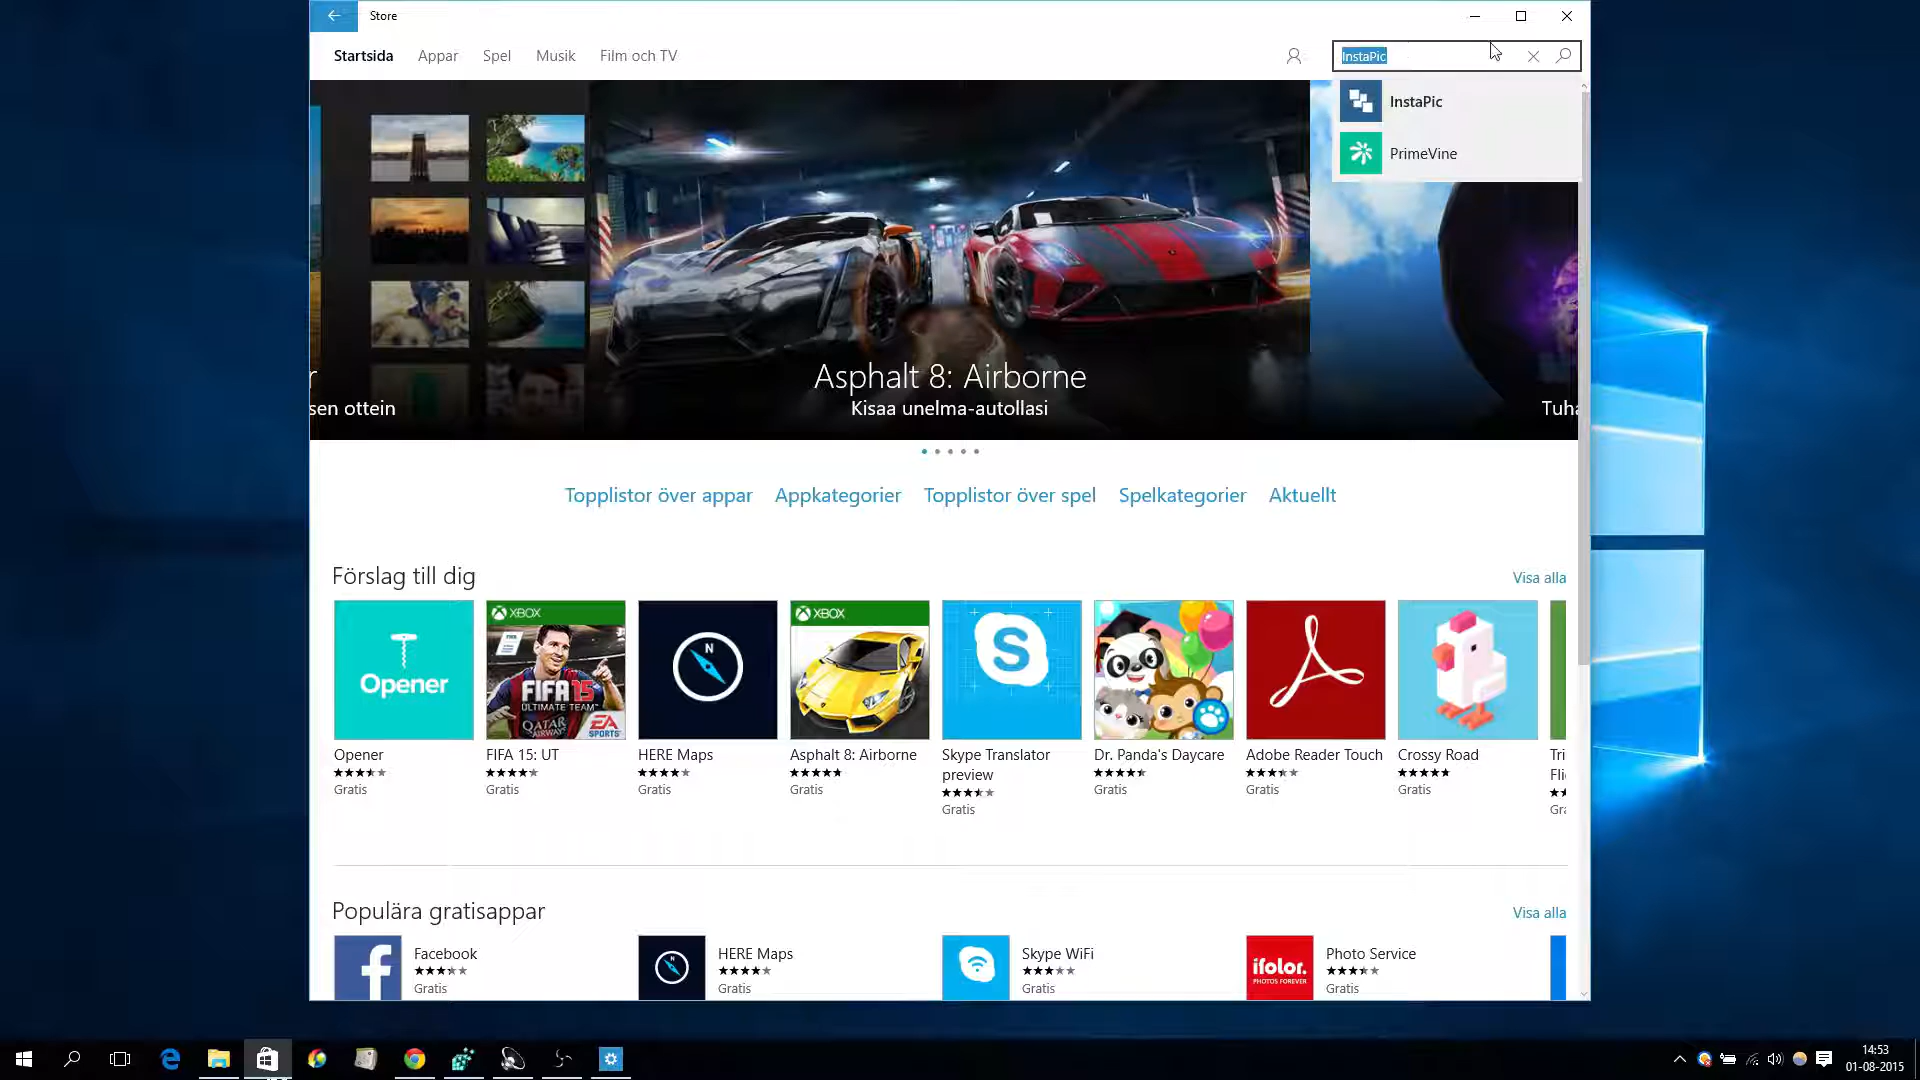 Store
Startsida Appar Spel Musik Film och TV
InstaPic
InstaPic
PrimeVine
r
sen ottein
Asphalt 8: Airborne
Kisaa unelma-autollasi
Tuha
Topplistor över appar Appkategorier Topplistor över spel Spelkategorier Aktuellt
Förslag till dig
Visa alla
Opener
XBOX
FIFA 15
ULTIMATE TEAM
QATAR AIRWAYS
EA SPORTS
N
XBOX
S
Opener
Gratis
FIFA 15: UT
Gratis
HERE Maps
Gratis
Asphalt 8: Airborne
Gratis
Skype Translator
preview
Gratis
Dr. Panda's Daycare
Gratis
Adobe Reader Touch
Gratis
Crossy Road
Gratis
Tri
Flic
Gra
Populära gratisappar
Visa alla
Facebook
Gratis
N
HERE Maps
Gratis
Skype WiFi
Gratis
ifolor.
PHOTOS FOREVER
Photo Service
Gratis
14:53
01-08-2015